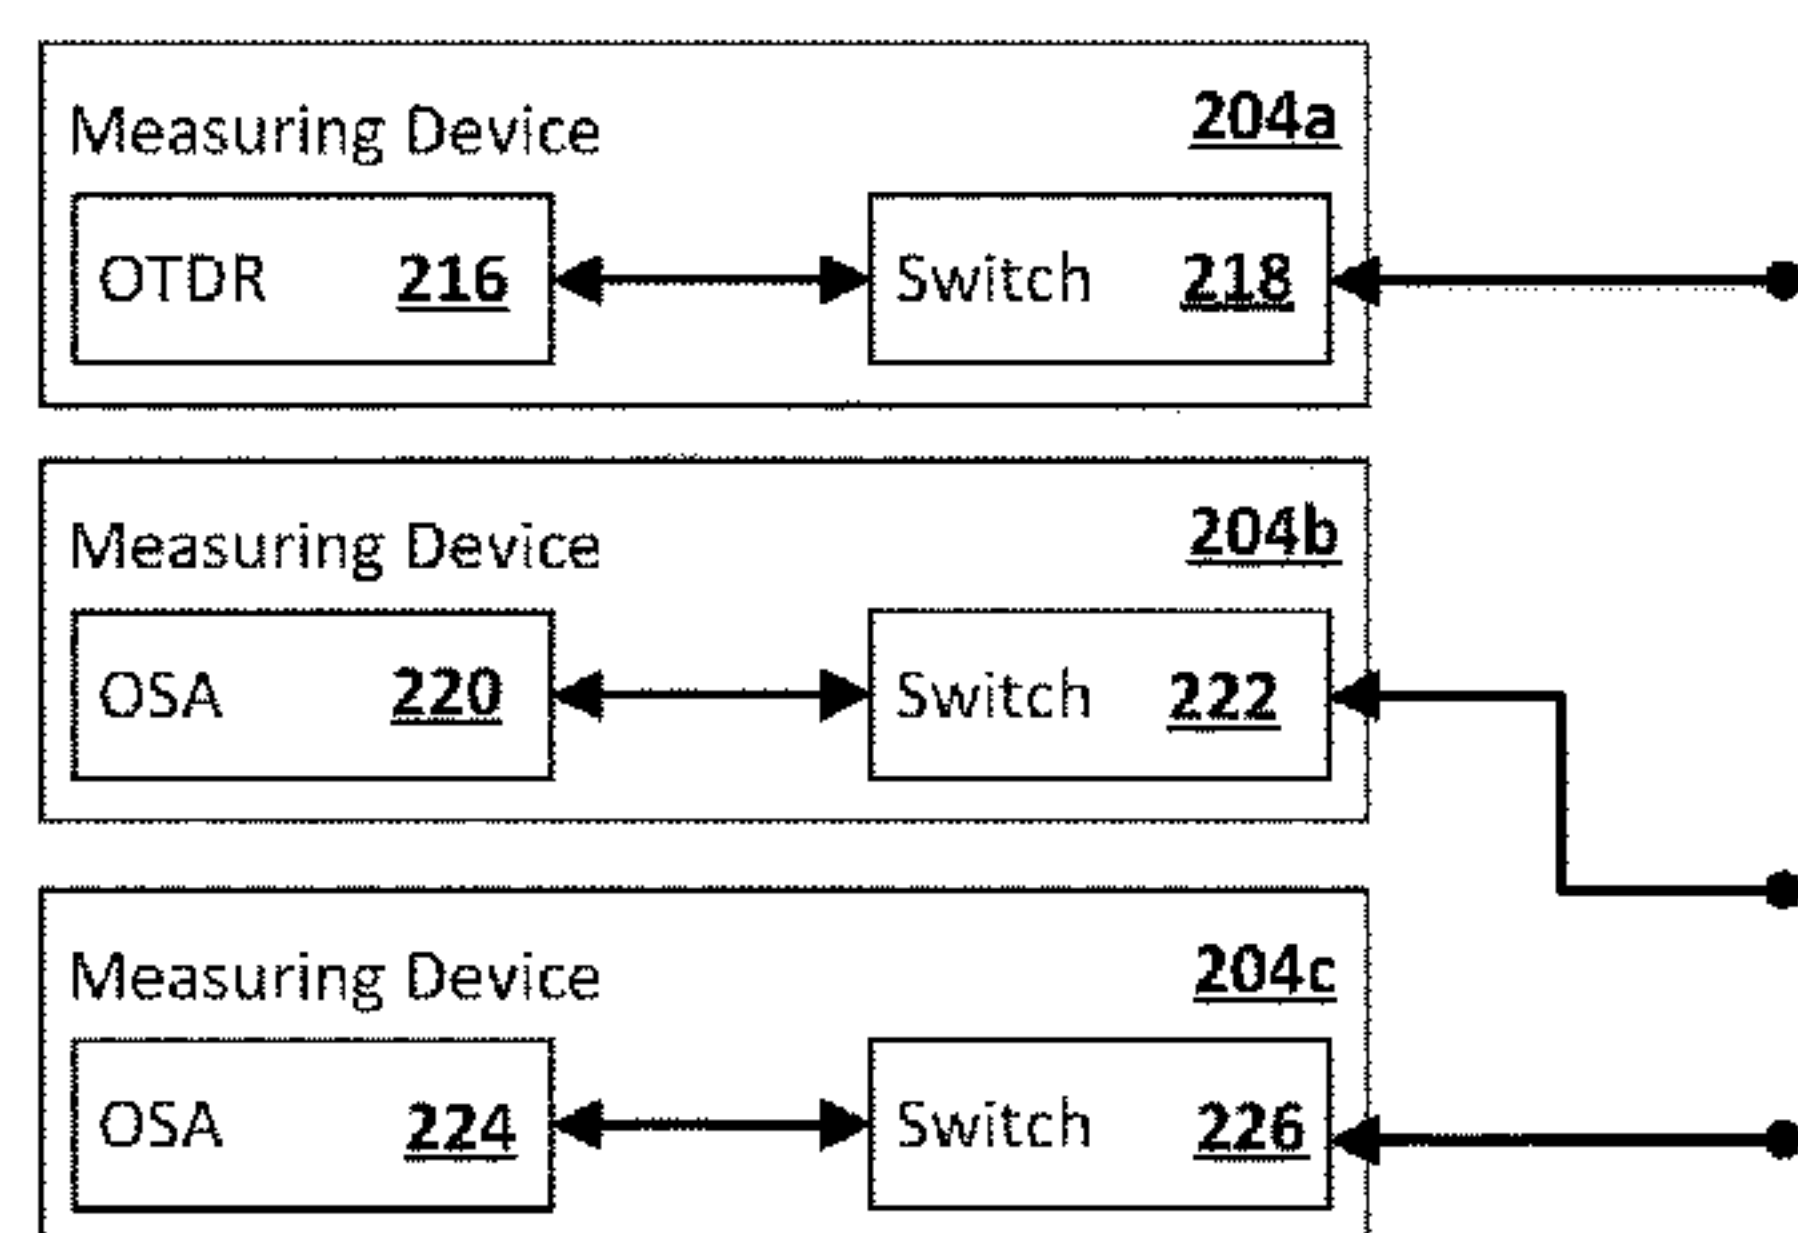 Measuring Device 204a
OTDR 216 Switch 218
Measuring Device 204b
OSA 220 Switch 222
Measuring Device 204c
OSA 224 Switch 226